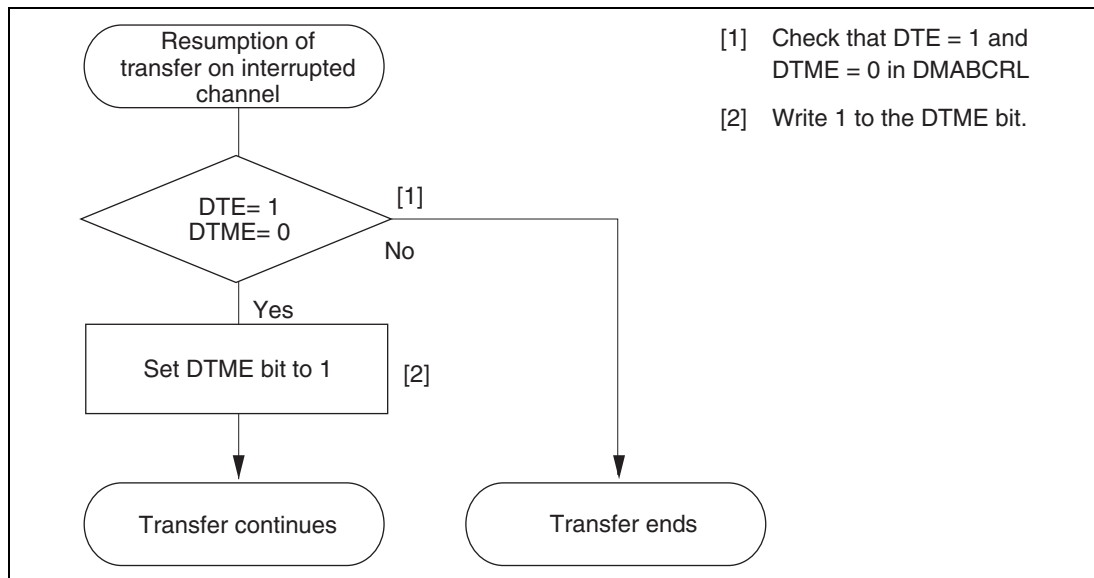 Resumption of
transfer on interrupted
channel
[1] Check that DTE = 1 and
DTME = 0 in DMABCRL
[2] Write 1 to the DTME bit.
DTE= 1
DTME= 0
[1]
No
Yes
Set DTME bit to 1
[2]
Transfer continues
Transfer ends